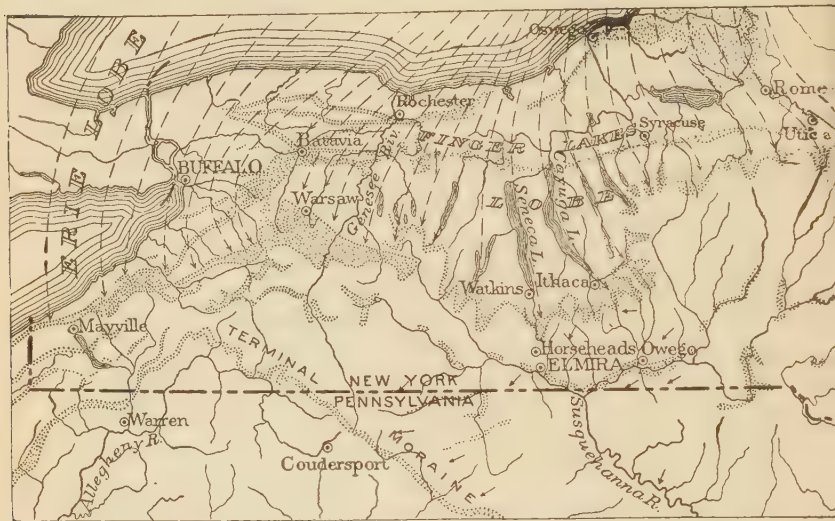 Oswego
ERIE LOBE
Rochester
Rome
Syracuse
Utica
FINGER LAKES
Batavia
Genesee Riv.
BUFFALO
Cayuga L.
LOBE
Warsaw
Seneca L.
Watkins
Ithaca
Mayville
TERMINAL
Horseheads
Owego
ELMIRA
NEW YORK
PENNSYLVANIA
Warren
MORAINE
Susquehanna R.
Coudersport
Allegheny R.